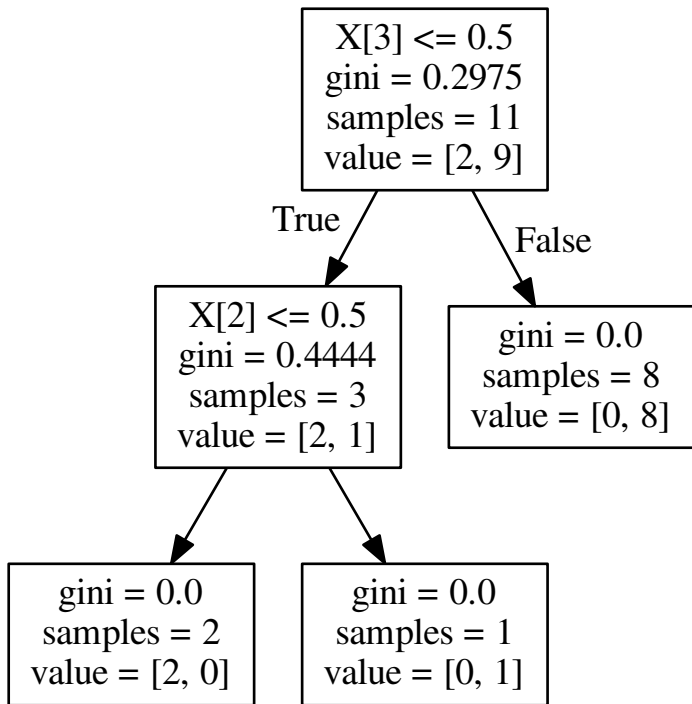 X[3] <= 0.5
gini = 0.2975
samples = 11
value = [2, 9]
True
False
X[2] <= 0.5
gini = 0.4444
samples = 3
value = [2, 1]
gini = 0.0
samples = 8
value = [0, 8]
gini = 0.0
samples = 2
value = [2, 0]
gini = 0.0
samples = 1
value = [0, 1]